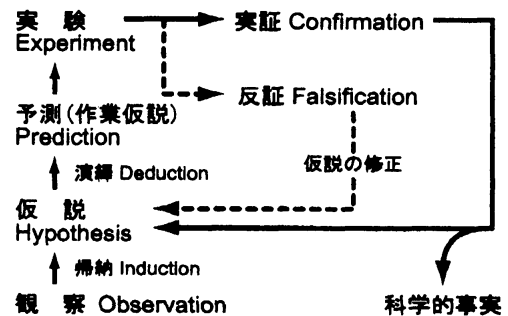 実 験
Experiment
実証 Confirmation
反証 Falsification
予測(作業仮説)
Prediction
仮説の修正
演繹 Deduction
仮 説
Hypothesis
帰納 Induction
観 察 Observation
科学的事実